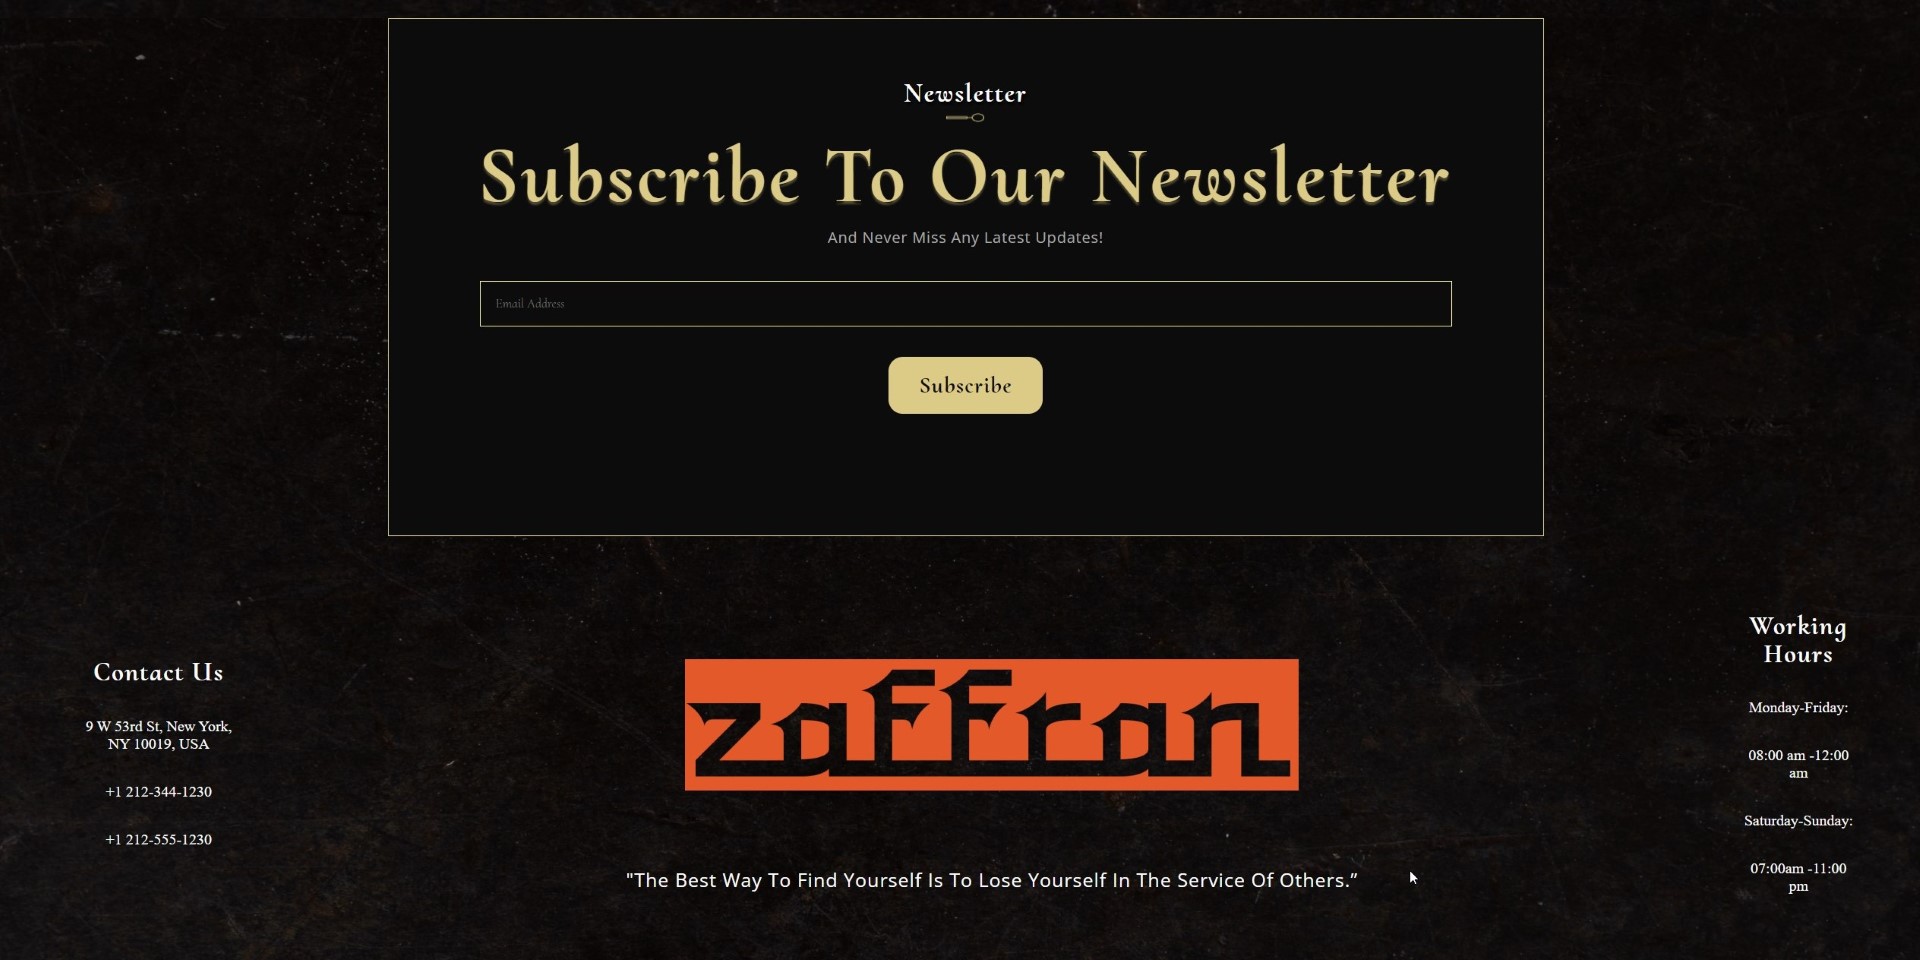 Newsletter
Subscribe To Our Newsletter
And Never Miss Any Latest Updates!
Email Address
Subscribe
Contact Us
9 W 53rd St, New York,
NY 10019, USA
+1 212-344-1230
+1 212-555-1230
zaffran
"The Best Way To Find Yourself Is To Lose Yourself In The Service Of Others.”
Working
Hours
Monday-Friday:
08:00 am -12:00
am
Saturday-Sunday:
07:00am -11:00
pm